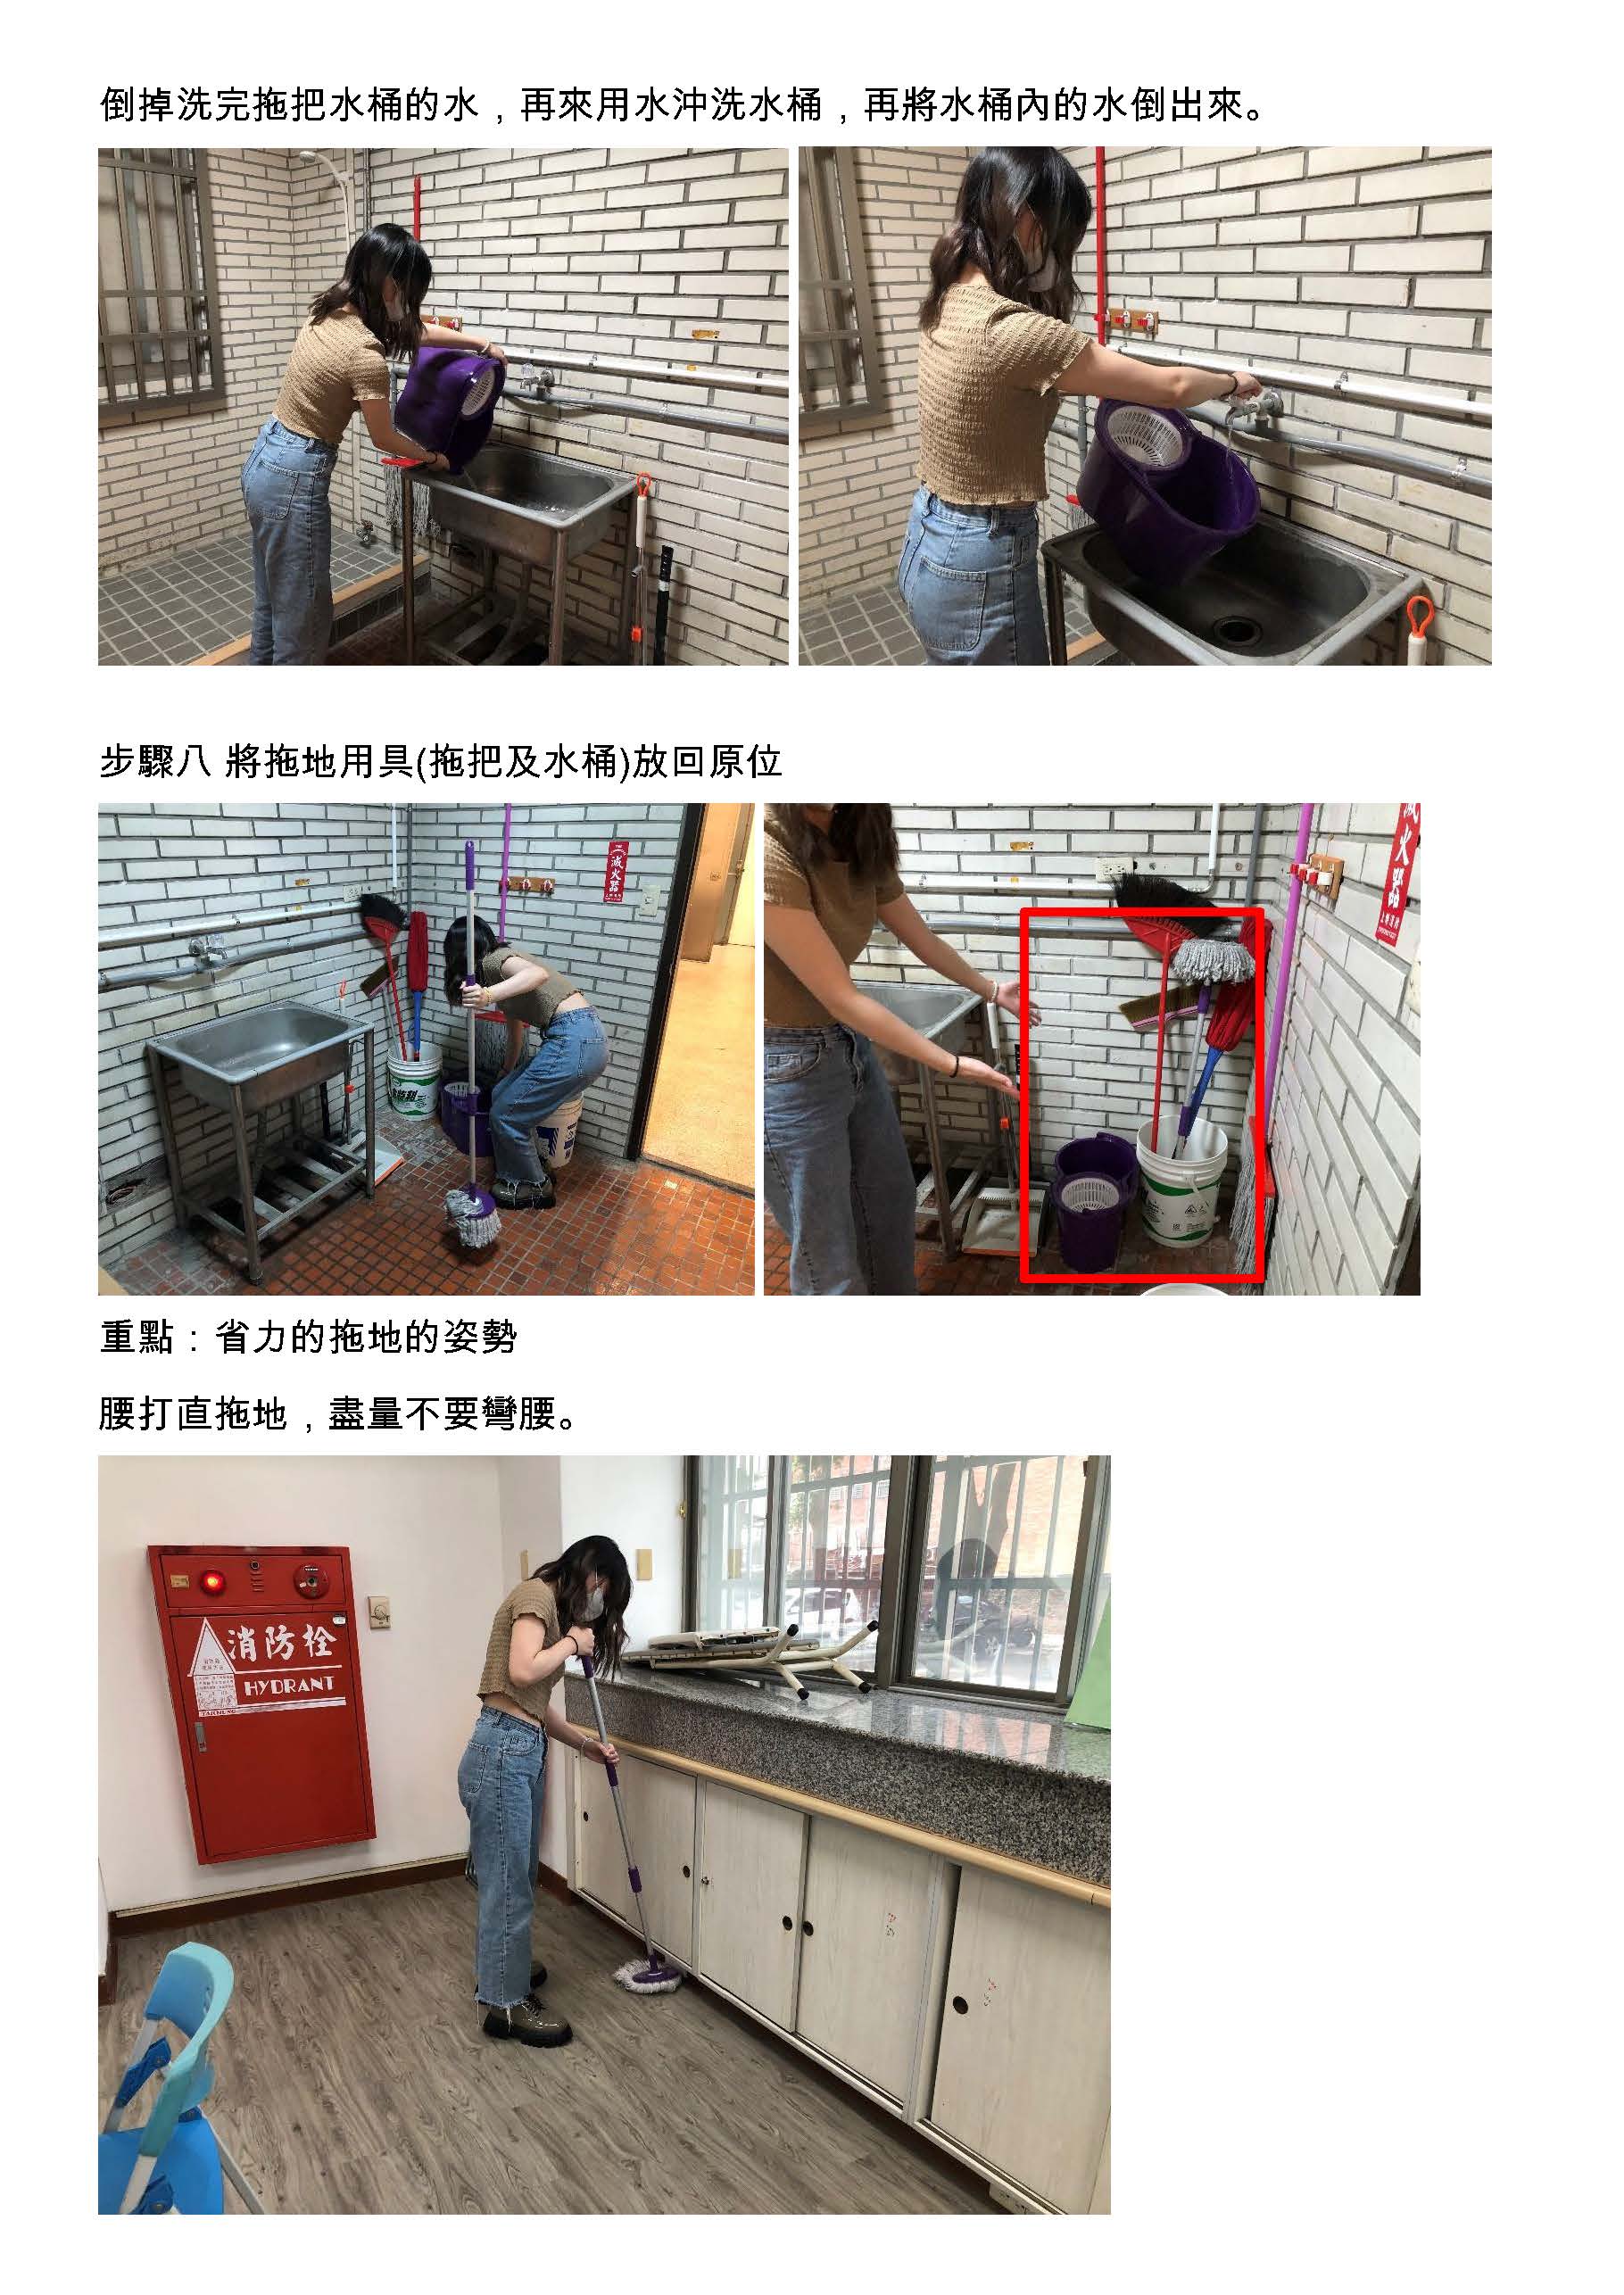 倒掉洗完拖把水桶的水，再來用水沖洗水桶，再將水桶內的水倒出來。
步驟八 將拖地用具(拖把及水桶)放回原位
滅火器
滅火器
重點：省力的拖地的姿勢
腰打直拖地，盡量不要彎腰。
消防栓
HYDRANT